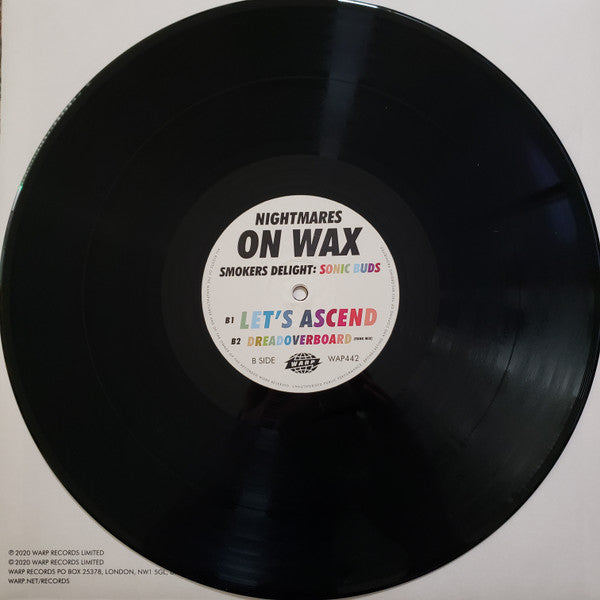 NIGHTMARES
ON WAX
SMOKERS DELIGHT: SONIC BUDS
B1 LET'S ASCEND
B2 DREADOVERBOARD (FUNK MIX)
B SIDE WARP WAP442
℗ 2020 WARP RECORDS LIMITED
© 2020 WARP RECORDS LIMITED
WARP RECORDS PO BOX 25378, LONDON, NW1 5GL,
WARP.NET/RECORDS